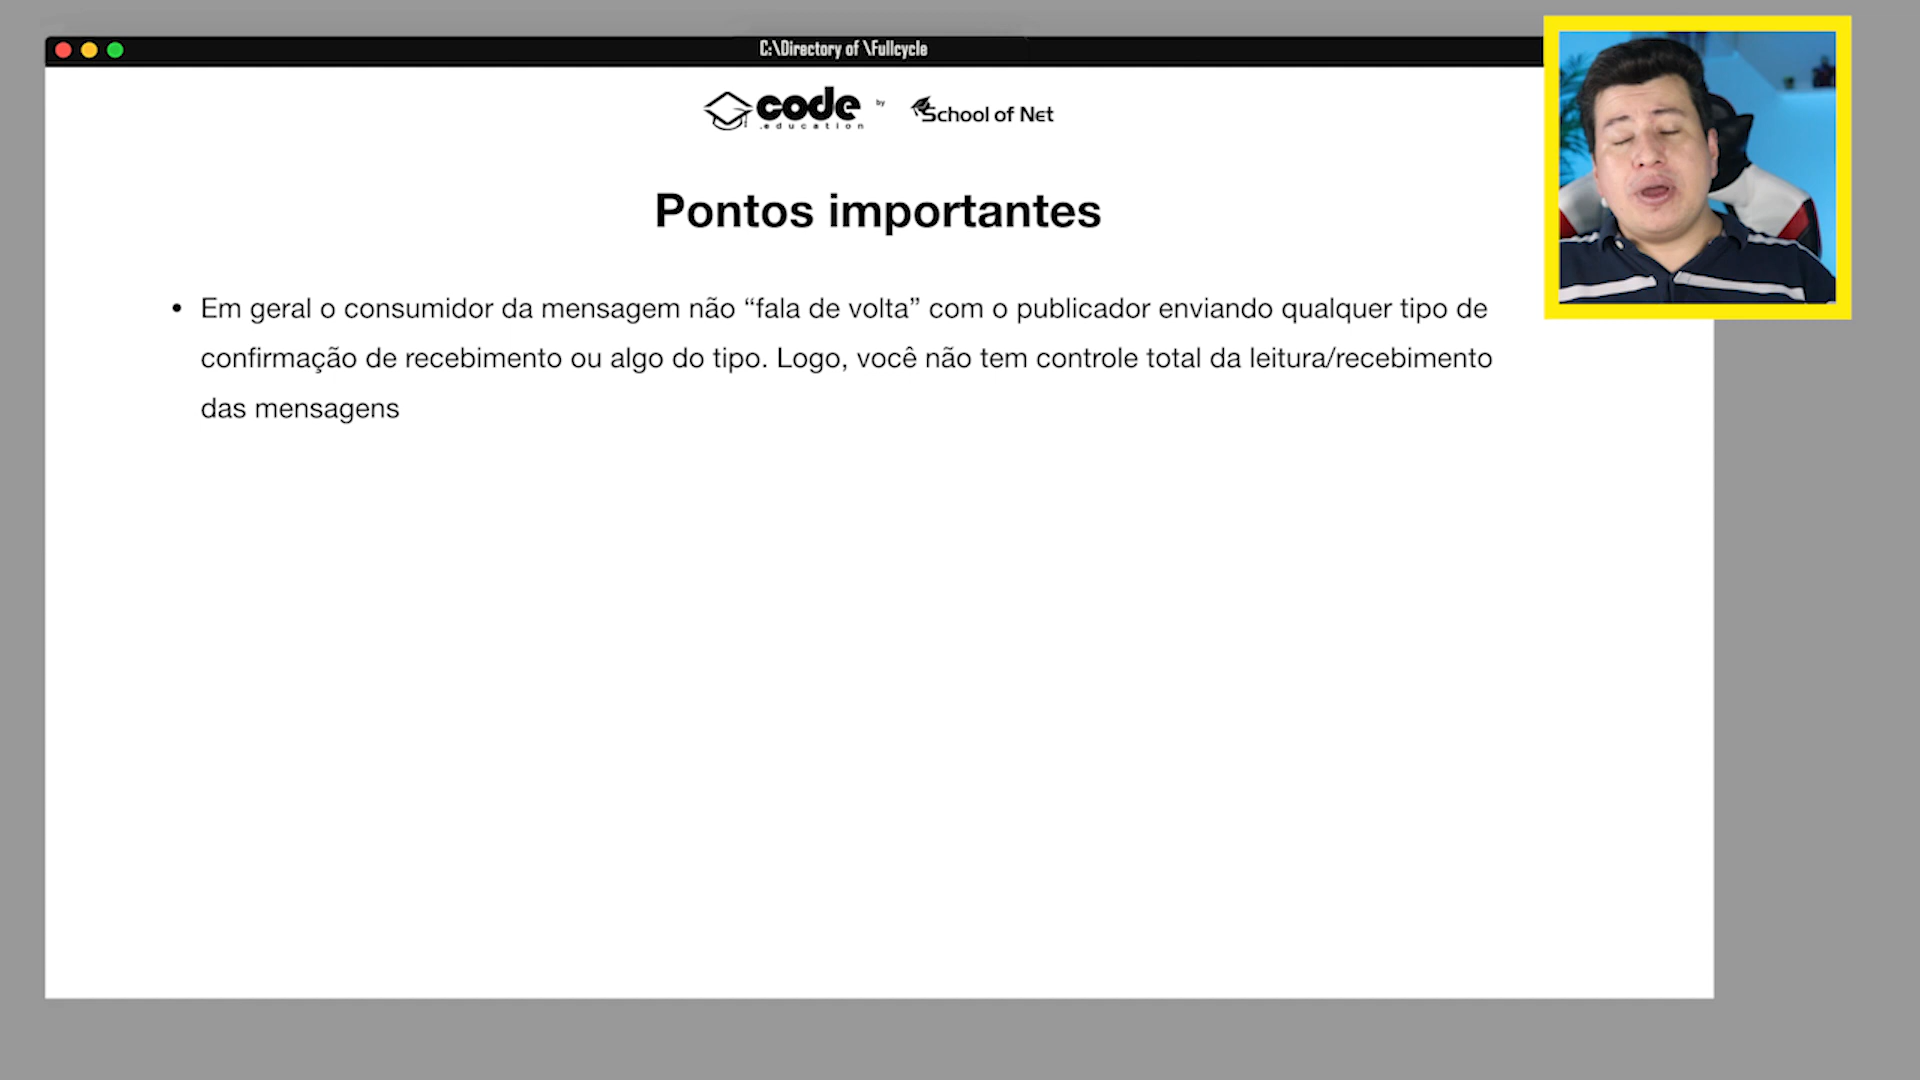 C:\Directory of \Fullcycle
code by School of Net
.education
Pontos importantes
• Em geral o consumidor da mensagem não “fala de volta” com o publicador enviando qualquer tipo de
confirmação de recebimento ou algo do tipo. Logo, você não tem controle total da leitura/recebimento
das mensagens